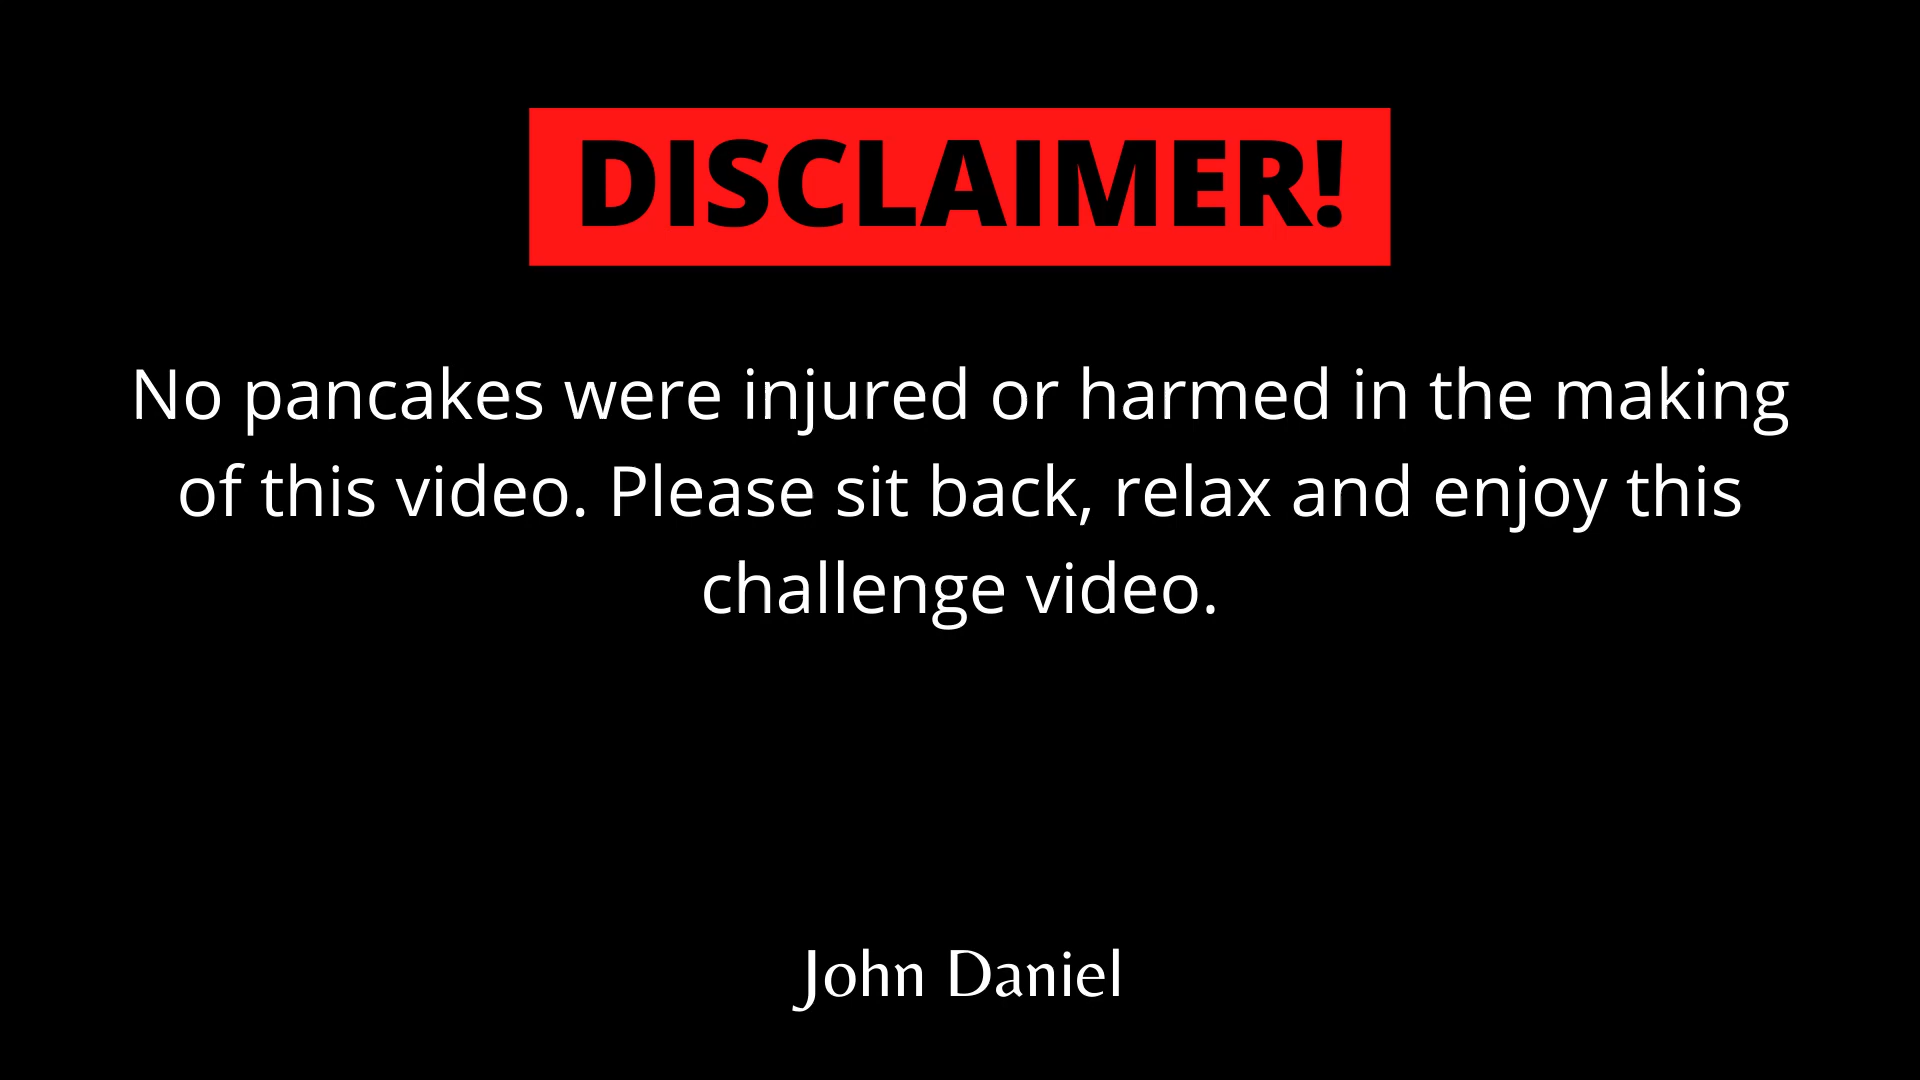 DISCLAIMER!
No pancakes were injured or harmed in the making
of this video. Please sit back, relax and enjoy this
challenge video.
John Daniel